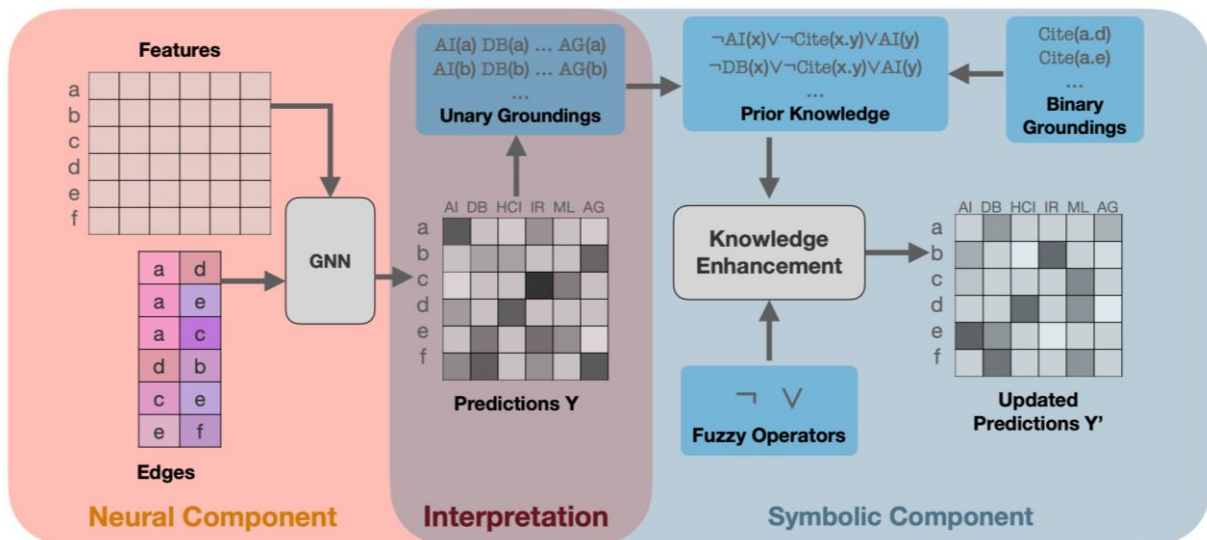 Features
a
b
c
d
e
f
a d
a e
a c
d b
c e
e f
Edges
GNN
AI(a) DB(a) ... AG(a)
AI(b) DB(b) ... AG(b)
...
Unary Groundings
AI DB HCI IR ML AG
a
b
c
d
e
f
Predictions Y
¬AI(x)∨¬Cite(x.y)∨AI(y)
¬DB(x)∨¬Cite(x.y)∨AI(y)
...
Prior Knowledge
Cite(a.d)
Cite(a.e)
...
Binary
Groundings
Knowledge
Enhancement
¬ ∨
Fuzzy Operators
AI DB HCI IR ML AG
a
b
c
d
e
f
Updated
Predictions Y’
Neural Component
Interpretation
Symbolic Component